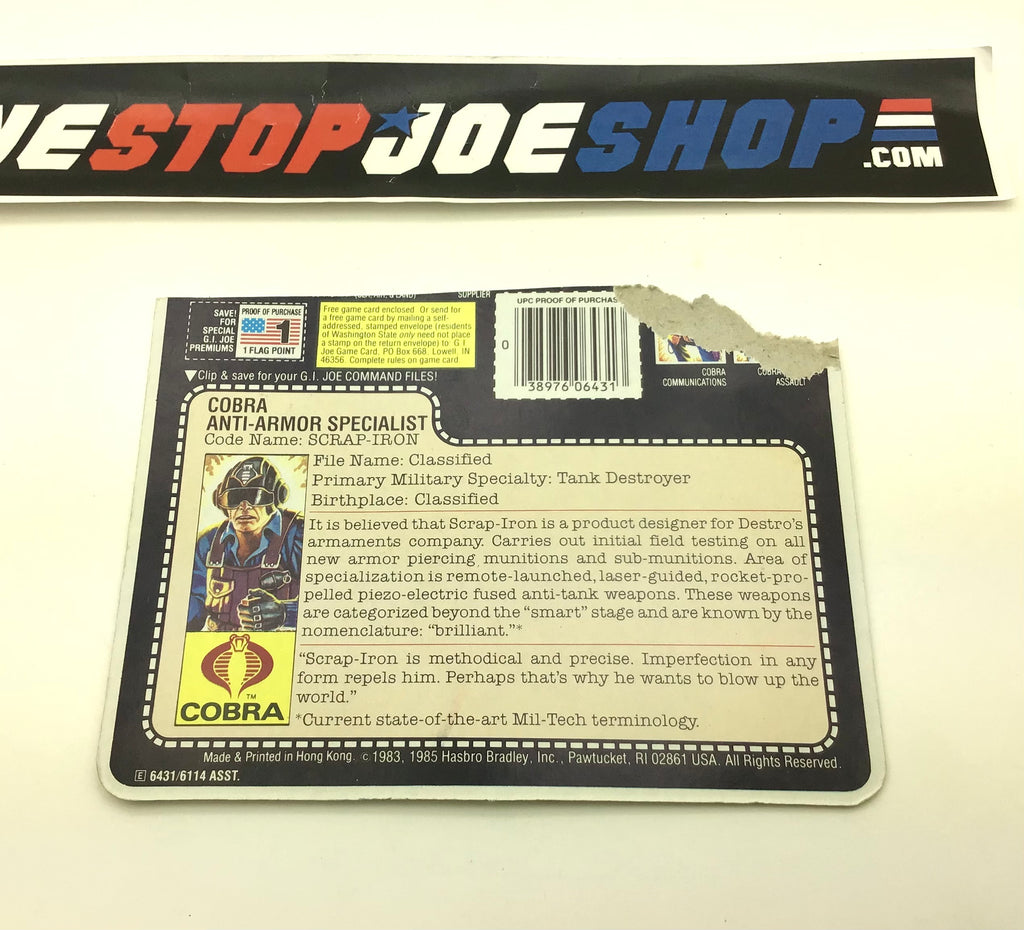 ESTOPJOESHOP
.COM
SUPPLIER
SAVE!
FOR
SPECIAL
G.I. JOE
PREMIUMS
PROOF OF PURCHASE
1
1 FLAG POINT
Free game card enclosed. Or send for
a free game card by mailing a self-
addressed, stamped envelope (residents
of Washington State only need not place
a stamp on the return envelope) to G.I.
Joe Game Card, PO Box 668, Lowell, IN
46356. Complete rules on game card.
UPC PROOF OF PURCHAS
0
38976 06431
COBRA
COMMUNICATIONS
COBRA
ASSAULT
▼Clip & save for your G.I. JOE COMMAND FILES!
COBRA
ANTI-ARMOR SPECIALIST
Code Name: SCRAP-IRON
File Name: Classified
Primary Military Specialty: Tank Destroyer
Birthplace: Classified
It is believed that Scrap-Iron is a product designer for Destro's
armaments company. Carries out initial field testing on all
new armor piercing munitions and sub-munitions. Area of
specialization is remote-launched, laser-guided, rocket-pro-
pelled piezo-electric fused anti-tank weapons. These weapons
are categorized beyond the "smart" stage and are known by the
nomenclature: "brilliant."*
"Scrap-Iron is methodical and precise. Imperfection in any
form repels him. Perhaps that's why he wants to blow up the
world."
*Current state-of-the-art Mil-Tech terminology.
TM
COBRA
Made & Printed in Hong Kong. © 1983, 1985 Hasbro Bradley, Inc., Pawtucket, RI 02861 USA. All Rights Reserved.
E 6431/6114 ASST.